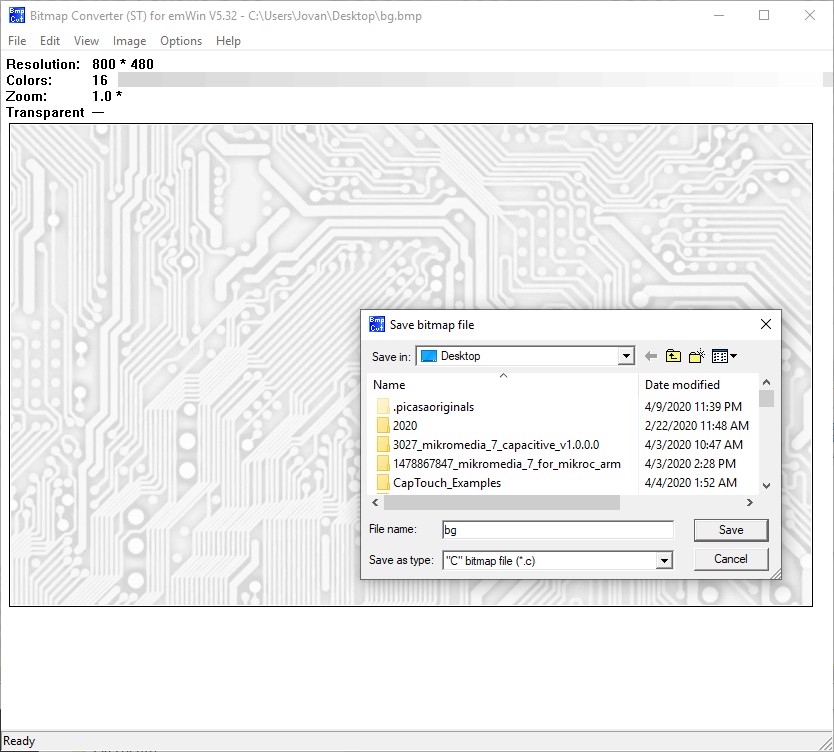 Bitmap Converter (ST) for emWin V5.32 - C:\Users\Jovan\Desktop\bg.bmp
File Edit View Image Options Help
Resolution: 800 * 480
Colors: 16
Zoom: 1.0 *
Transparent —
Bmp Cvt Save bitmap file
Save in: Desktop
Name Date modified
.picasaoriginals 4/9/2020 11:39 PM
2020 2/22/2020 11:48 AM
3027_mikromedia_7_capacitive_v1.0.0.0 4/3/2020 10:47 AM
1478867847_mikromedia_7_for_mikroc_arm 4/3/2020 2:28 PM
CapTouch_Examples 4/4/2020 1:52 AM
File name: bg Save
Save as type: "C" bitmap file (*.c) Cancel
Ready